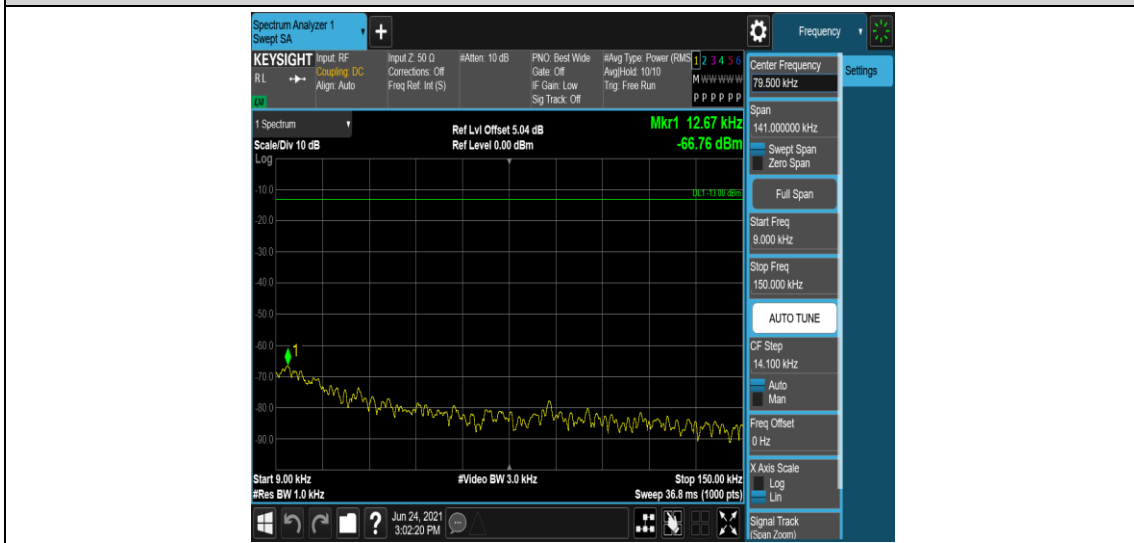 Spectrum Analyzer 1
Swept SA
+
Frequency
KEYSIGHT
RL
LXI
Input: RF
Coupling: DC
Align: Auto
Input Z: 50 Ω
Corrections: Off
Freq Ref: Int (S)
#Atten: 10 dB
PNO: Best Wide
Gate: Off
IF Gain: Low
Sig Track: Off
#Avg Type: Power (RMS
Avg|Hold: 10/10
Trig: Free Run
1 2 3 4 5 6
M W W W W W
P P P P P P
1 Spectrum
Scale/Div 10 dB
Log
Ref Lvl Offset 5.04 dB
Ref Level 0.00 dBm
Mkr1 12.67 kHz
-66.76 dBm
DL1 -13.00 dBm
-10.0
-20.0
-30.0
-40.0
-50.0
-60.0
-70.0
-80.0
-90.0
1
Start 9.00 kHz
#Res BW 1.0 kHz
#Video BW 3.0 kHz
Stop 150.00 kHz
Sweep 36.8 ms (1000 pts)
?
Jun 24, 2021
3:02:20 PM
Center Frequency
79.500 kHz
Settings
Span
141.000000 kHz
Swept Span
Zero Span
Full Span
Start Freq
9.000 kHz
Stop Freq
150.000 kHz
AUTO TUNE
CF Step
14.100 kHz
Auto
Man
Freq Offset
0 Hz
X Axis Scale
Log
Lin
Signal Track
(Span Zoom)